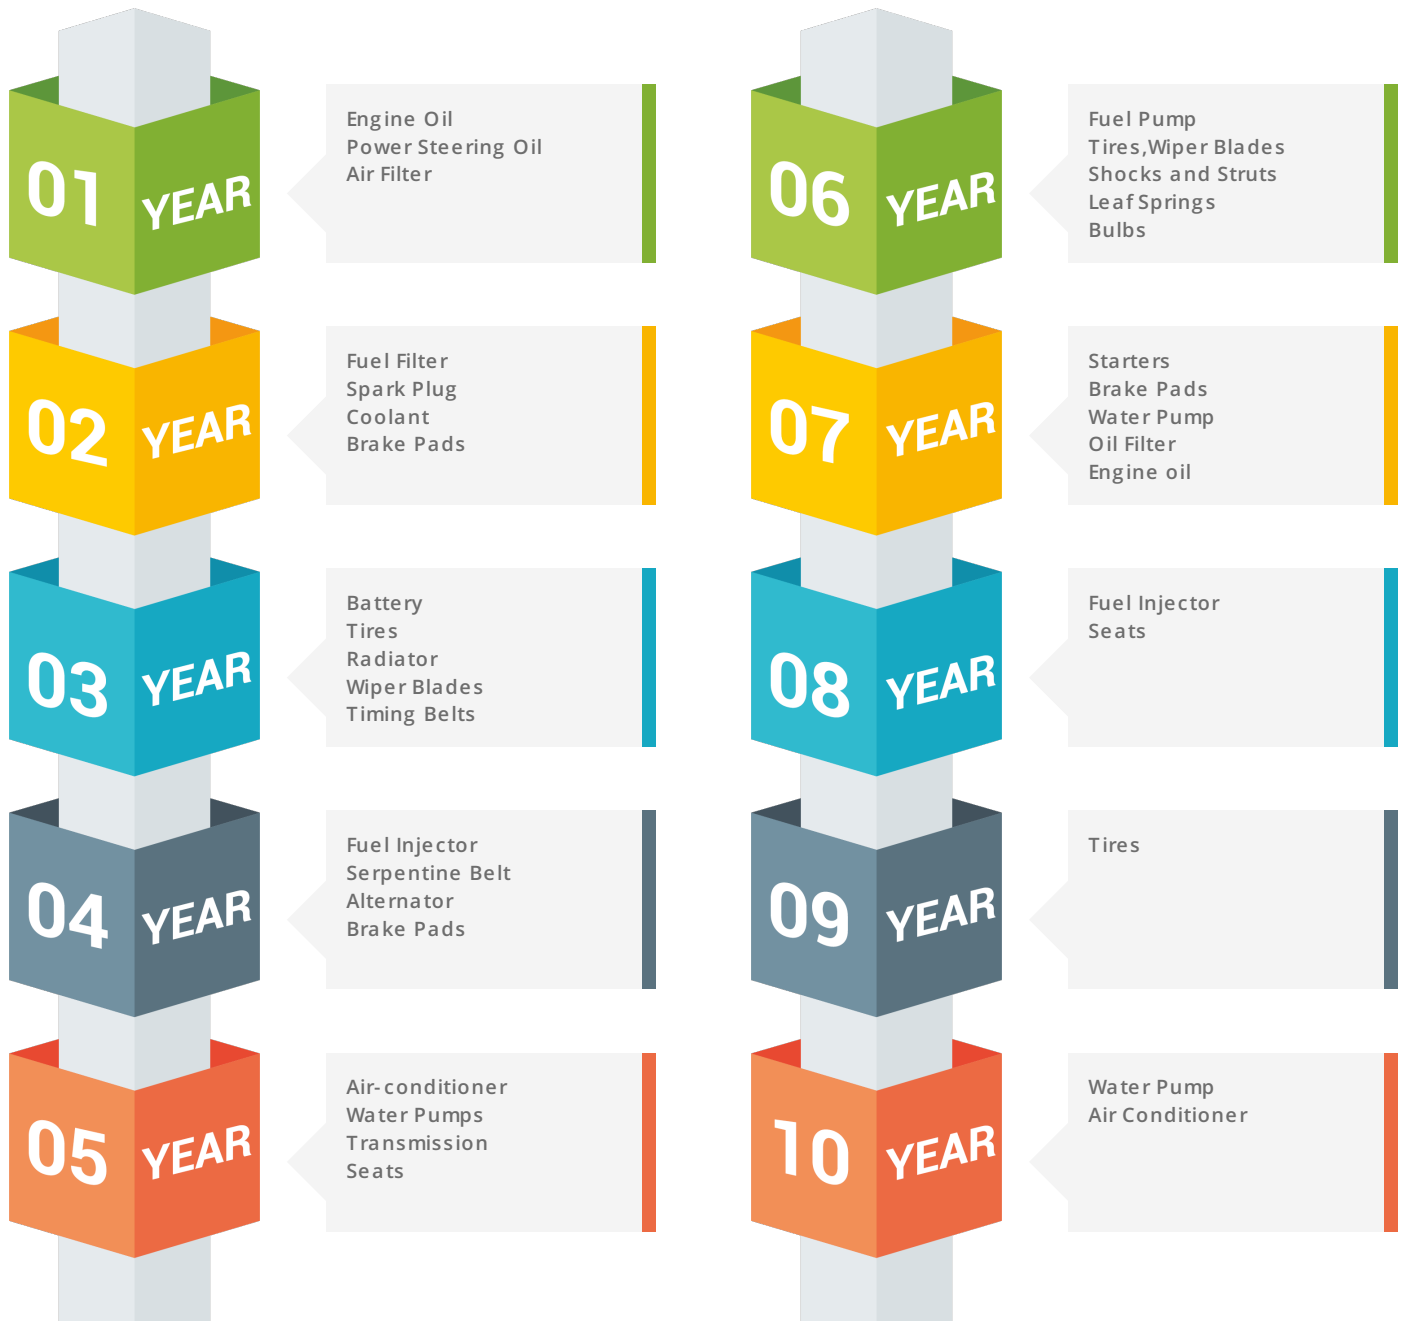 01 YEAR
Engine Oil
Power Steering Oil
Air Filter
02 YEAR
Fuel Filter
Spark Plug
Coolant
Brake Pads
03 YEAR
Battery
Tires
Radiator
Wiper Blades
Timing Belts
04 YEAR
Fuel Injector
Serpentine Belt
Alternator
Brake Pads
05 YEAR
Air-conditioner
Water Pumps
Transmission
Seats
06 YEAR
Fuel Pump
Tires,Wiper Blades
Shocks and Struts
Leaf Springs
Bulbs
07 YEAR
Starters
Brake Pads
Water Pump
Oil Filter
Engine oil
08 YEAR
Fuel Injector
Seats
09 YEAR
Tires
10 YEAR
Water Pump
Air Conditioner